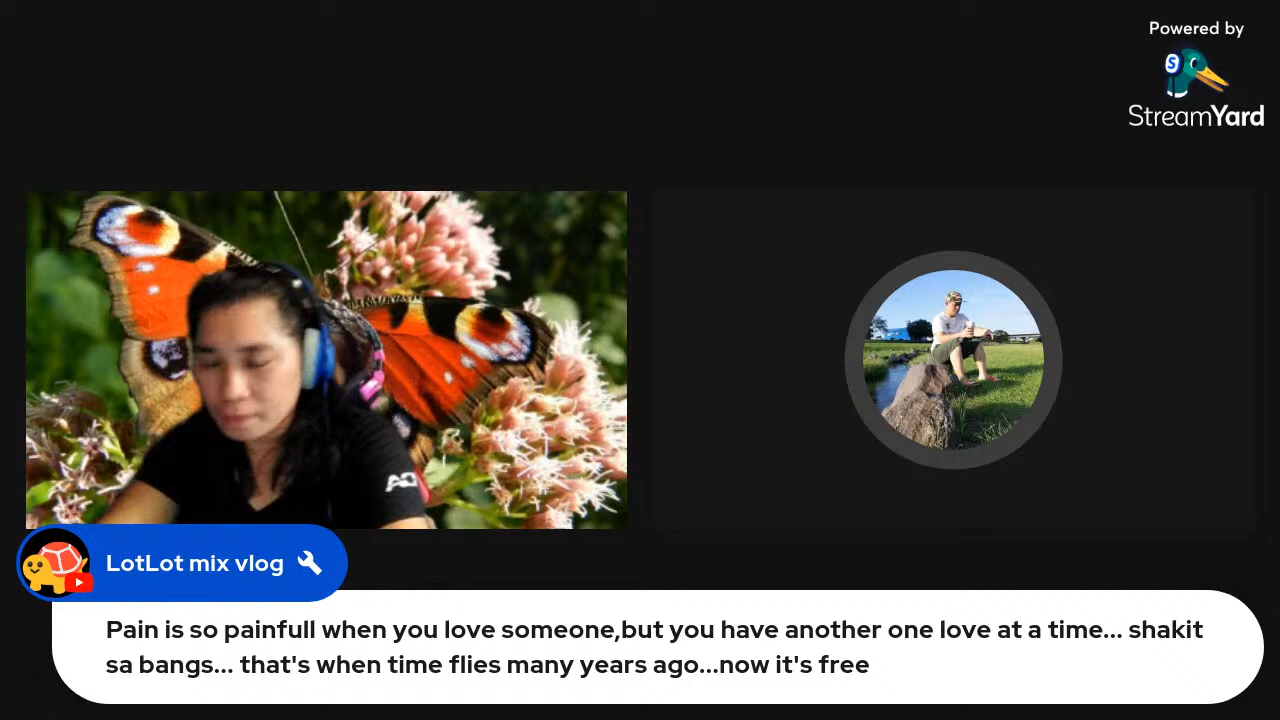 Powered by
S
StreamYard
AD
LotLot mix vlog
Pain is so painfull when you love someone,but you have another one love at a time... shakit
sa bangs... that's when time flies many years ago...now it's free